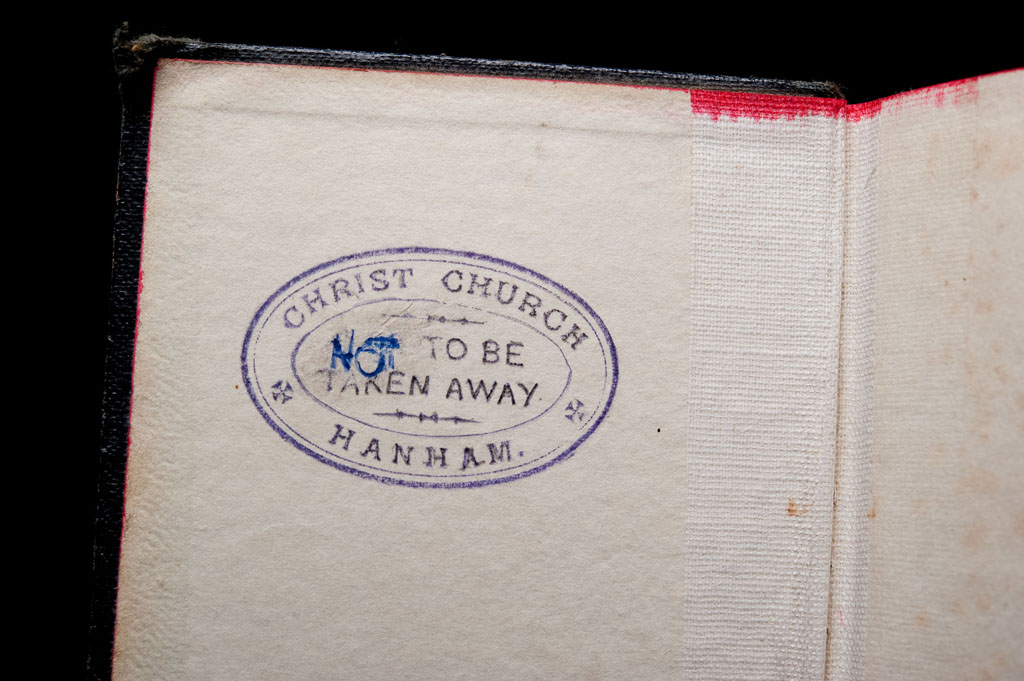 CHRIST CHURCH
NOT TO BE
TAKEN AWAY.
HANHAM.